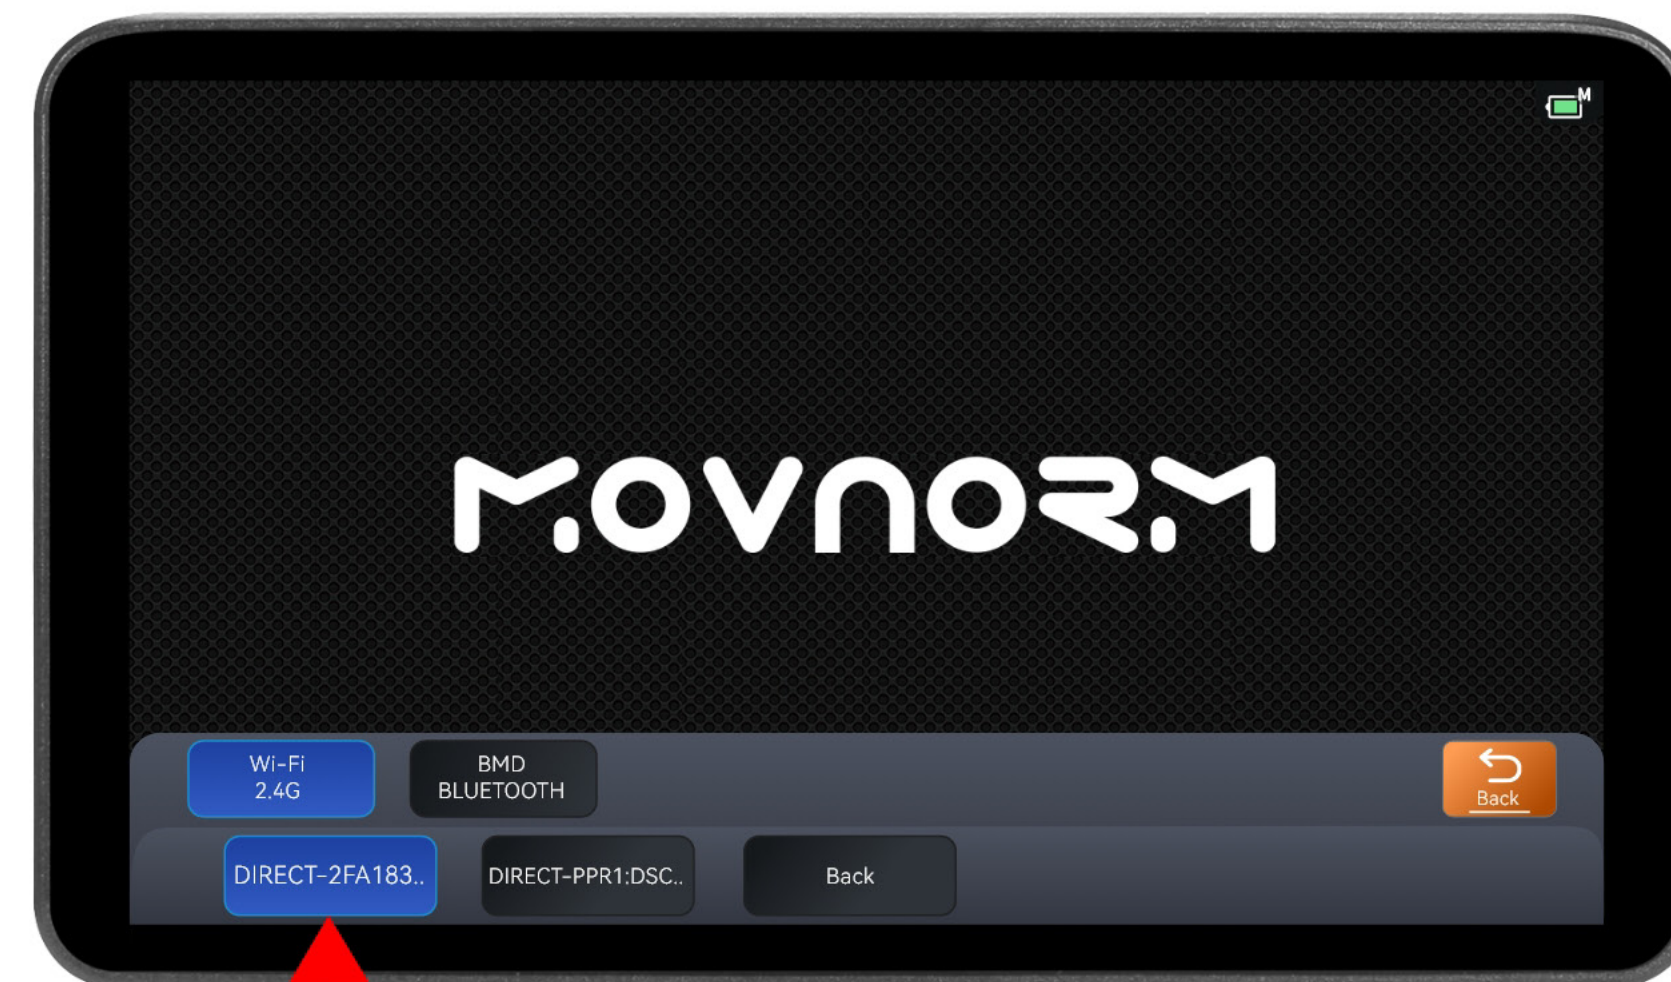 M
MOVNORM
Wi-Fi
2.4G
BMD
BLUETOOTH
Back
DIRECT-2FA183..
DIRECT-PPR1:DSC..
Back